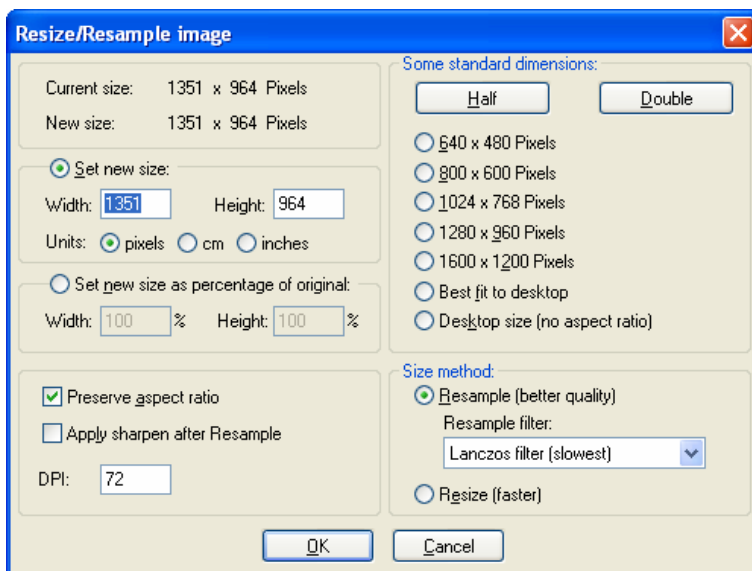 Resize/Resample image
Current size: 1351 x 964 Pixels
New size: 1351 x 964 Pixels
Set new size:
Width: 1351 Height: 964
Units: pixels cm inches
Set new size as percentage of original:
Width: 100 % Height: 100 %
Preserve aspect ratio
Apply sharpen after Resample
DPI: 72
Some standard dimensions:
Half Double
640 x 480 Pixels
800 x 600 Pixels
1024 x 768 Pixels
1280 x 960 Pixels
1600 x 1200 Pixels
Best fit to desktop
Desktop size (no aspect ratio)
Size method:
Resample (better quality)
Resample filter:
Lanczos filter (slowest)
Resize (faster)
OK Cancel